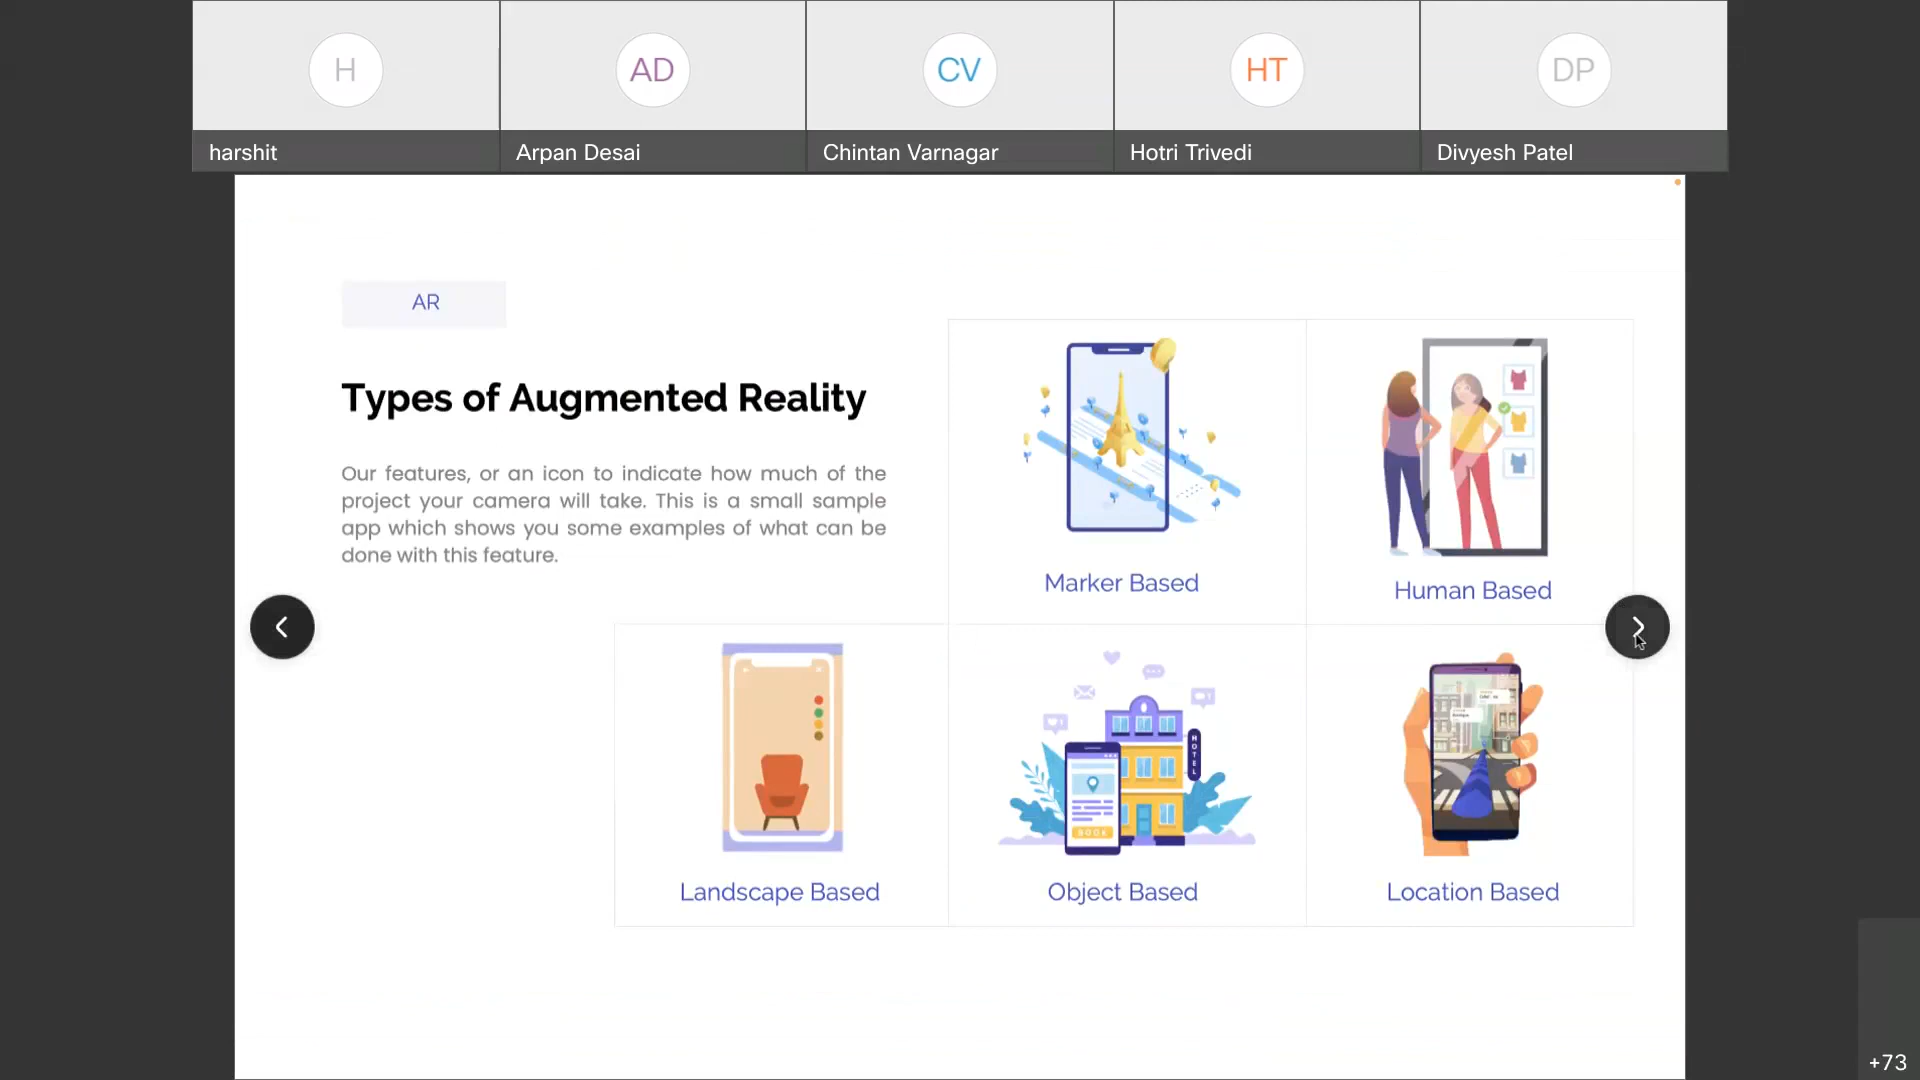 H
AD
CV
HT
DP
harshit
Arpan Desai
Chintan Varnagar
Hotri Trivedi
Divyesh Patel
AR
Types of Augmented Reality
Our features, or an icon to indicate how much of the
project your camera will take. This is a small sample
app which shows you some examples of what can be
done with this feature.
Marker Based
Human Based
HOTEL
BOOK
Landscape Based
Object Based
Location Based
+73